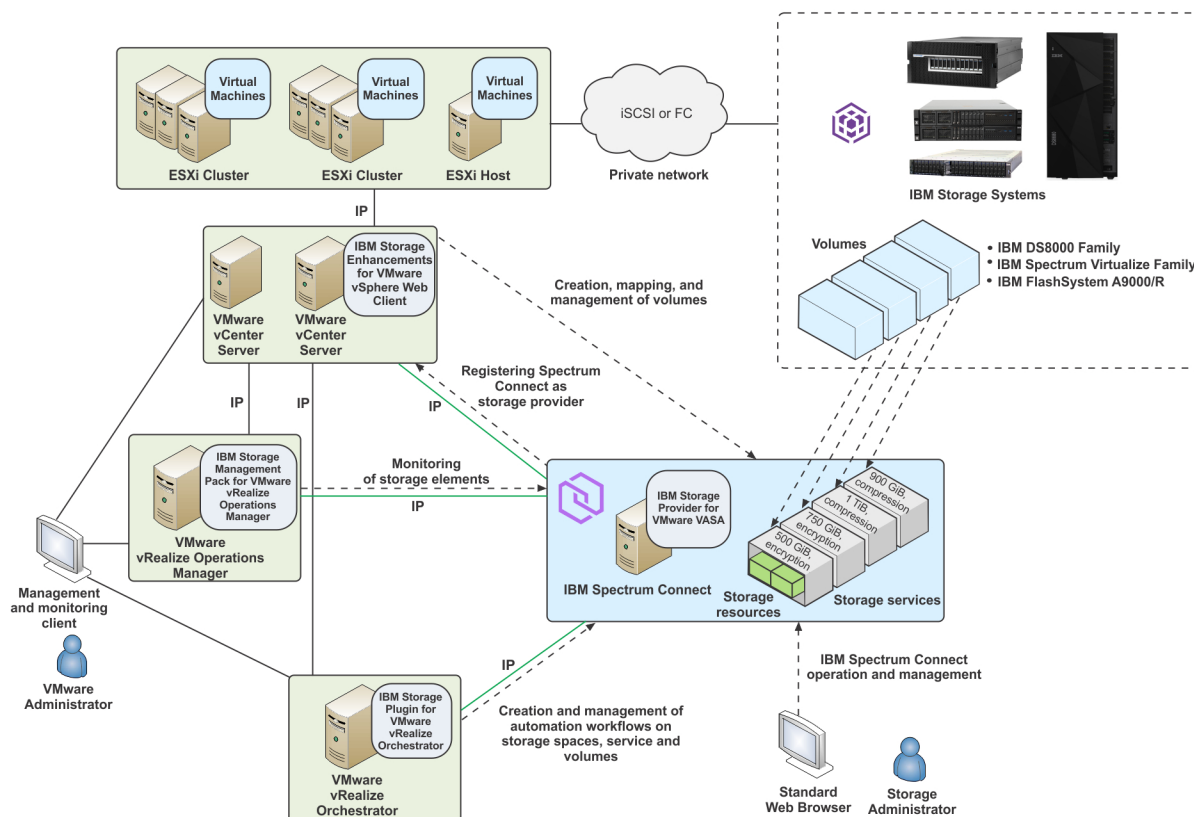 Virtual
Machines
Virtual
Machines
Virtual
Machines
ESXi Cluster
ESXi Cluster
ESXi Host
iSCSI or FC
Private network
IBM Storage Systems
Volumes
• IBM DS8000 Family
• IBM Spectrum Virtualize Family
• IBM FlashSystem A9000/R
IP
IBM Storage
Enhancements
for VMware
vSphere Web
Client
VMware
vCenter
Server
VMware
vCenter
Server
Creation, mapping, and
management of volumes
Registering Spectrum
Connect as
storage provider
IP
IP
IP
IBM Storage
Management
Pack for VMware
vRealize
Operations
Manager
VMware
vRealize Operations
Manager
Monitoring
of storage elements
IP
IBM Storage
Provider for
VMware VASA
IBM Spectrum Connect
900 GiB,
compression
1 TiB,
compression
750 GiB,
encryption
500 GiB,
encryption
Storage
resources
Storage services
Management
and monitoring
client
VMware
Administrator
IP
IBM Storage
Plugin for
VMware
vRealize
Orchestrator
VMware
vRealize
Orchestrator
Creation and management of
automation workflows on
storage spaces, service and
volumes
IBM Spectrum Connect
operation and management
Standard
Web Browser
Storage
Administrator